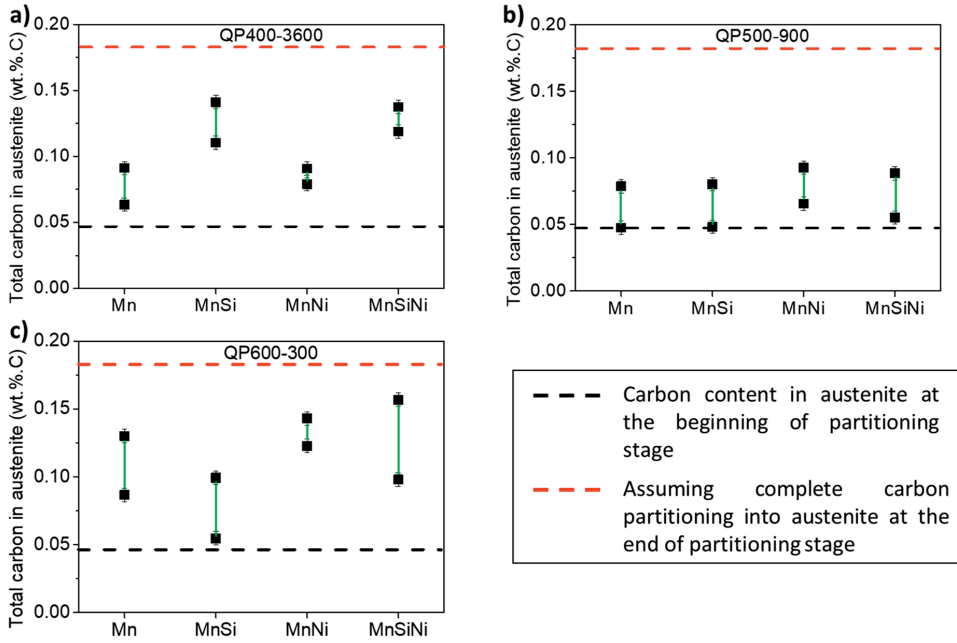 a)
QP400-3600
Total carbon in austenite (wt.%.C)
0.20
0.15
0.10
0.05
0.00
Mn MnSi MnNi MnSiNi
b)
QP500-900
Total carbon in austenite (wt.%.C)
0.20
0.15
0.10
0.05
0.00
Mn MnSi MnNi MnSiNi
c)
QP600-300
Total carbon in austenite (wt.%.C)
0.20
0.15
0.10
0.05
0.00
Mn MnSi MnNi MnSiNi
Carbon content in austenite at
the beginning of partitioning
stage
Assuming complete carbon
partitioning into austenite at the
end of partitioning stage